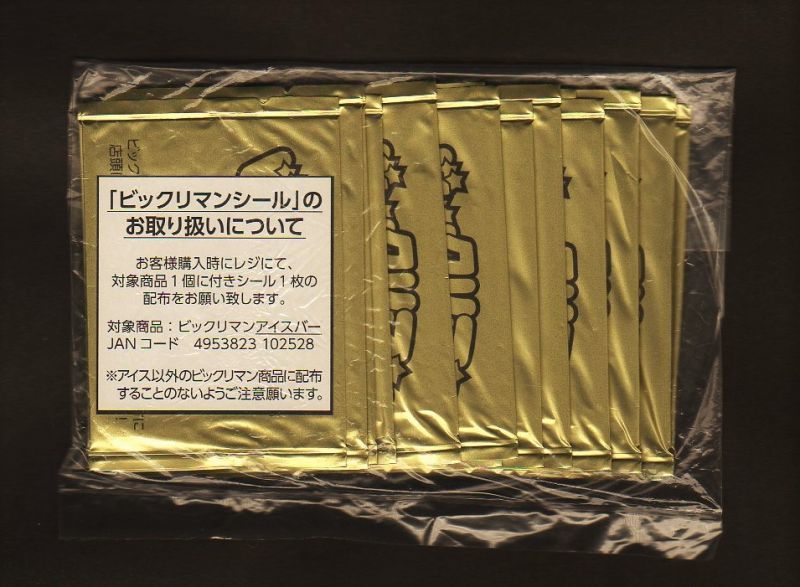 「ビックリマンシール」の
お取り扱いについて
お客様購入時にレジにて、
対象商品1個に付きシール1枚の
配布をお願い致します。
対象商品：ビックリマンアイスバー
JANコード 4953823 102528
※アイス以外のビックリマン商品に配布
することのないようご注意願います。
ビック
店頭